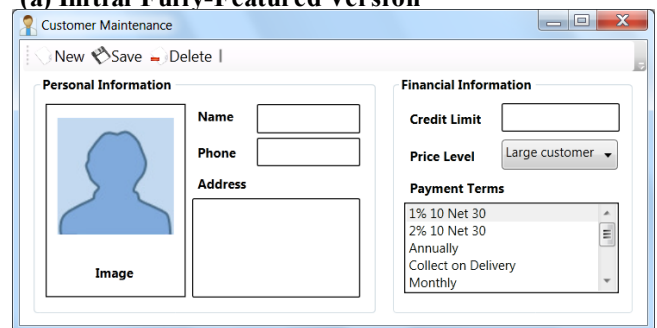 (a) Initial Fully-Featured Version
Customer Maintenance
New Save Delete
Personal Information
Name
Phone
Address
Image
Financial Information
Credit Limit
Price Level Large customer
Payment Terms
1% 10 Net 30
2% 10 Net 30
Annually
Collect on Delivery
Monthly